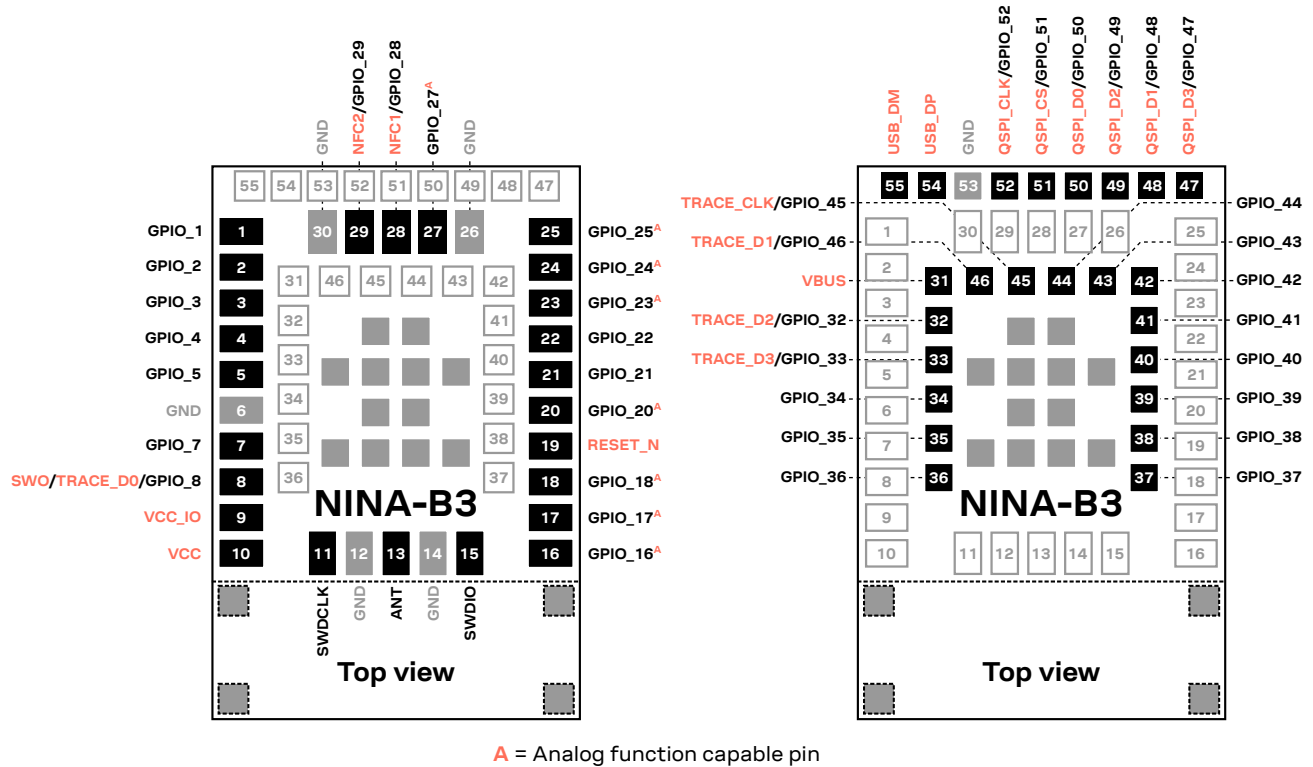 GND
NFC2/GPIO_29
NFC1/GPIO_28
GPIO_27A
GND
55 54 53 52 51 50 49 48 47
GPIO_1 1 30 29 28 27 26 25 GPIO_25A
GPIO_2 2 31 46 45 44 43 42 24 GPIO_24A
GPIO_3 3 32 41 23 GPIO_23A
GPIO_4 4 33 40 22 GPIO_22
GPIO_5 5 34 39 21 GPIO_21
GND 6 20 GPIO_20A
GPIO_7 7 35 38 19 RESET_N
SWO/TRACE_D0/GPIO_8 8 36 37 18 GPIO_18A
NINA-B3
VCC_IO 9 17 GPIO_17A
VCC 10 11 12 13 14 15 16 GPIO_16A
SWDCLK
GND
ANT
GND
SWDIO
Top view
USB_DM
USB_DP
GND
QSPI_CLK/GPIO_52
QSPI_CS/GPIO_51
QSPI_D0/GPIO_50
QSPI_D2/GPIO_49
QSPI_D1/GPIO_48
QSPI_D3/GPIO_47
55 54 53 52 51 50 49 48 47
TRACE_CLK/GPIO_45 GPIO_44
1 30 29 28 27 26 25
TRACE_D1/GPIO_46 GPIO_43
2 24
VBUS 31 46 45 44 43 42 GPIO_42
3 23
TRACE_D2/GPIO_32 32 41 GPIO_41
4 22
TRACE_D3/GPIO_33 33 40 GPIO_40
5 21
GPIO_34 34 39 GPIO_39
6 20
GPIO_35 35 38 GPIO_38
7 19
GPIO_36 36 37 GPIO_37
8 18
NINA-B3
9 17
10 11 12 13 14 15 16
Top view
A = Analog function capable pin